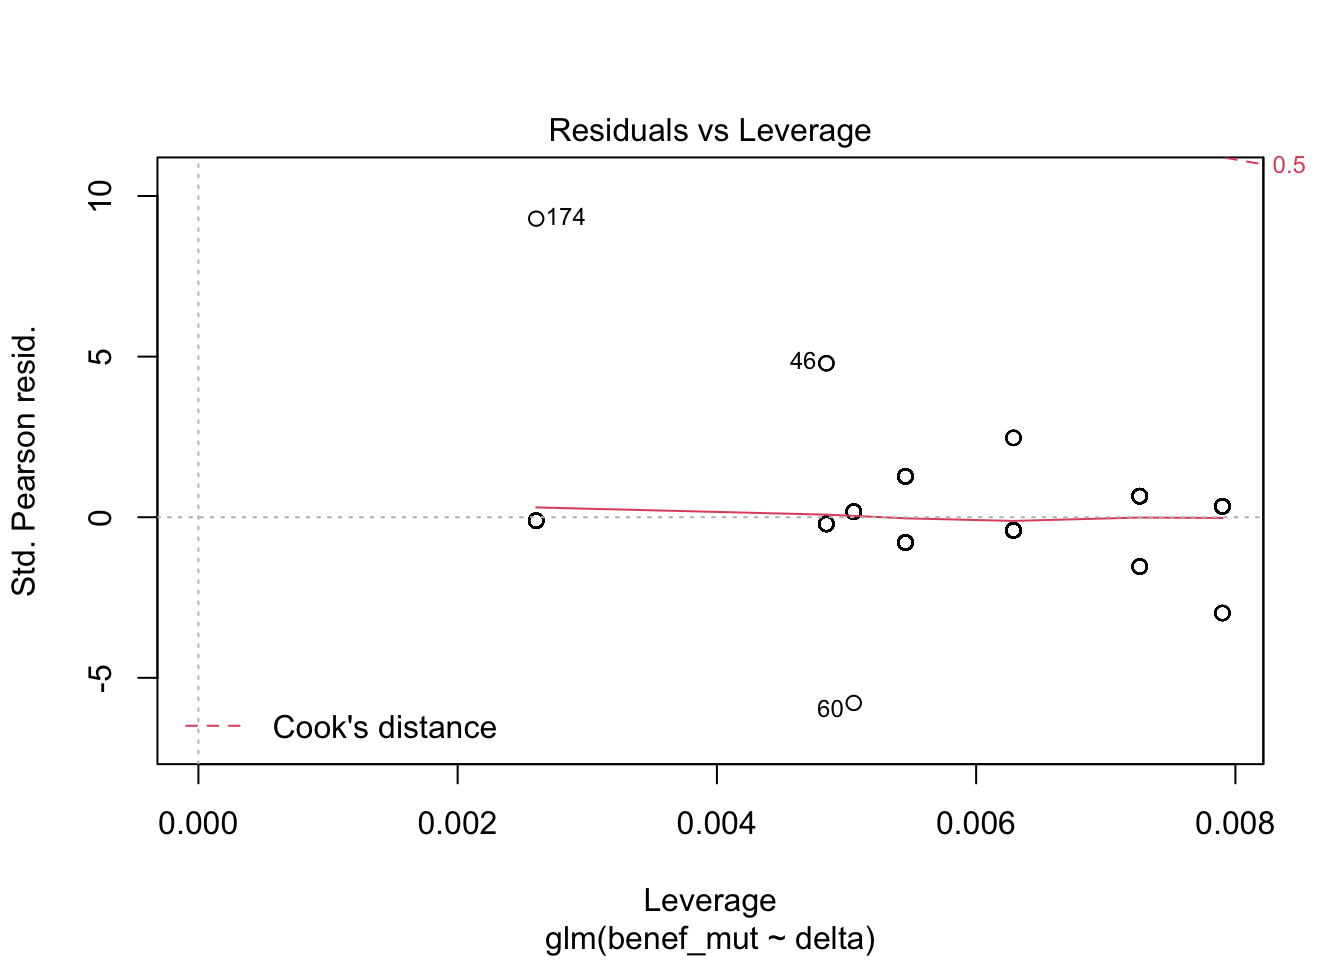 Residuals vs Leverage
0.5
10
5
0
-5
Std. Pearson resid.
174
46
60
Cook's distance
0.000 0.002 0.004 0.006 0.008
Leverage
glm(benef_mut ~ delta)